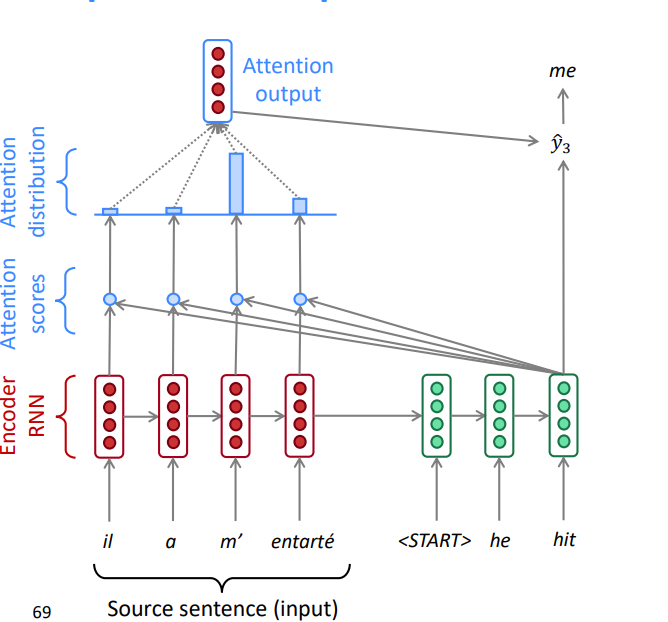 Attention
output
me
ŷ₃
Attention
distribution
Attention
scores
Encoder
RNN
il a m’ entarté <START> he hit
69
Source sentence (input)